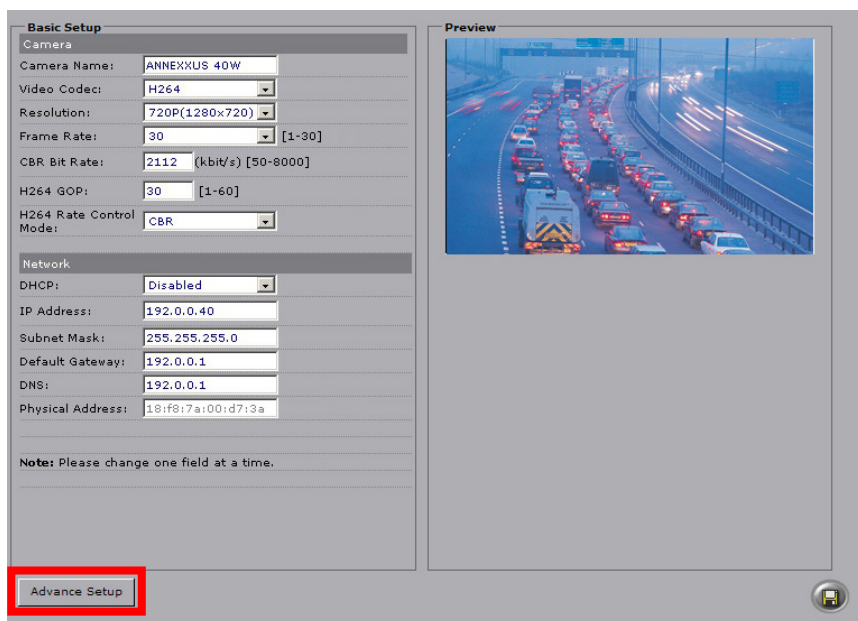 Basic Setup
Camera
Camera Name: ANNEXXUS 40W
Video Codec: H264
Resolution: 720P(1280x720)
Frame Rate: 30 [1-30]
CBR Bit Rate: 2112 (kbit/s) [50-8000]
H264 GOP: 30 [1-60]
H264 Rate Control
Mode: CBR
Network
DHCP: Disabled
IP Address: 192.0.0.40
Subnet Mask: 255.255.255.0
Default Gateway: 192.0.0.1
DNS: 192.0.0.1
Physical Address: 18:f8:7a:00:d7:3a
Note: Please change one field at a time.
Advance Setup
Preview